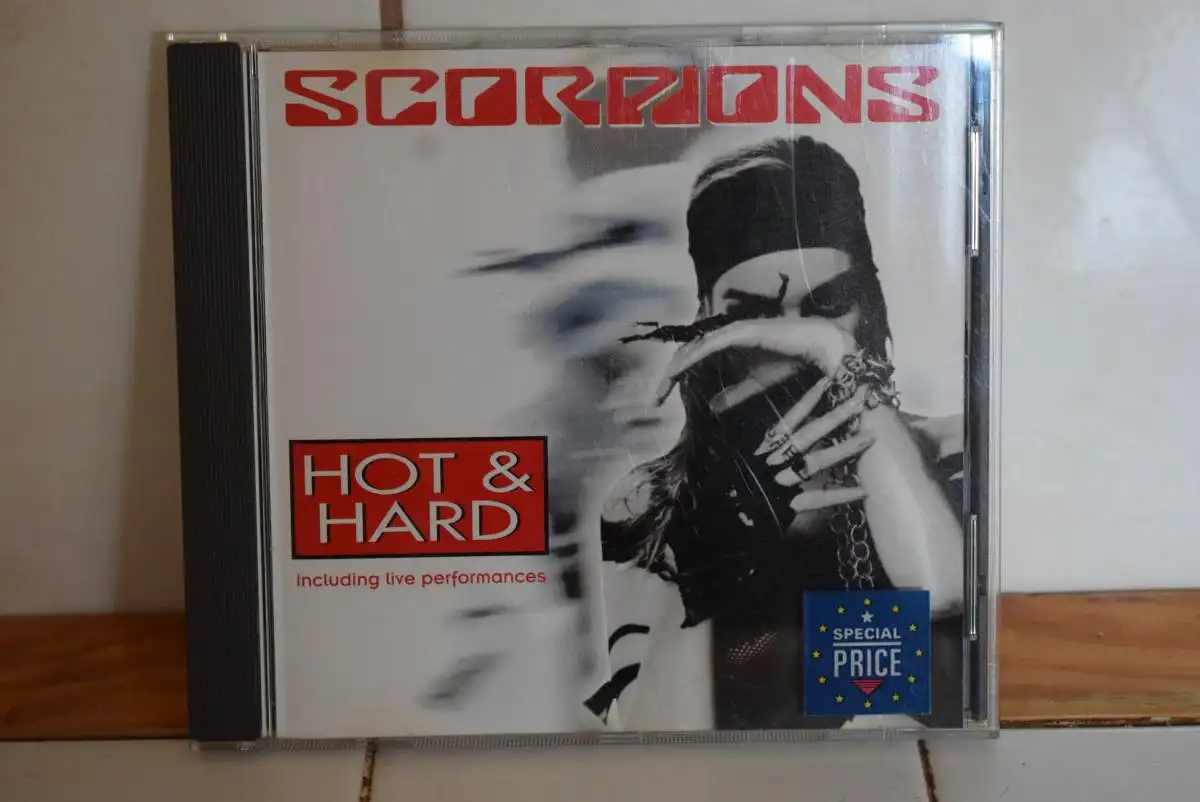 SCORPIONS
HOT &
HARD
including live performances
SPECIAL
PRICE